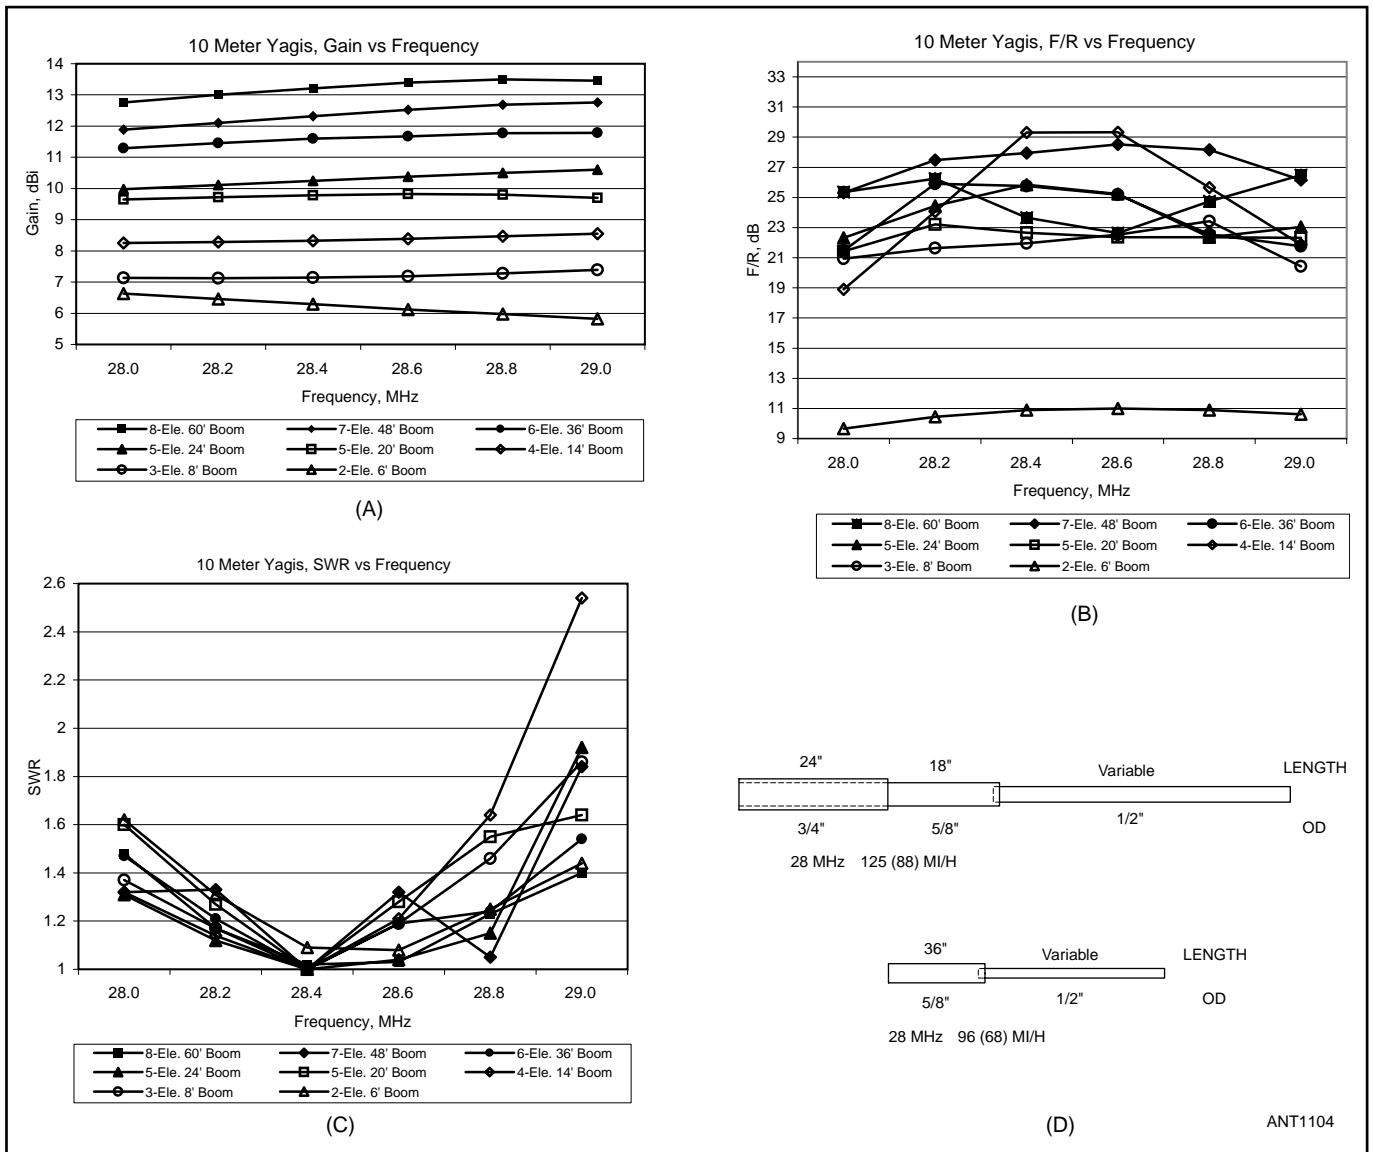 10 Meter Yagis, Gain vs Frequency
14
13
12
11
10
9
8
7
6
5
Gain, dBi
28.0 28.2 28.4 28.6 28.8 29.0
Frequency, MHz
8-Ele. 60' Boom 7-Ele. 48' Boom 6-Ele. 36' Boom
5-Ele. 24' Boom 5-Ele. 20' Boom 4-Ele. 14' Boom
3-Ele. 8' Boom 2-Ele. 6' Boom
(A)
10 Meter Yagis, F/R vs Frequency
33
31
29
27
25
23
21
19
17
15
13
11
9
F/R, dB
28.0 28.2 28.4 28.6 28.8 29.0
Frequency, MHz
8-Ele. 60' Boom 7-Ele. 48' Boom 6-Ele. 36' Boom
5-Ele. 24' Boom 5-Ele. 20' Boom 4-Ele. 14' Boom
3-Ele. 8' Boom 2-Ele. 6' Boom
(B)
10 Meter Yagis, SWR vs Frequency
2.6
2.4
2.2
2
1.8
1.6
1.4
1.2
1
SWR
28.0 28.2 28.4 28.6 28.8 29.0
Frequency, MHz
8-Ele. 60' Boom 7-Ele. 48' Boom 6-Ele. 36' Boom
5-Ele. 24' Boom 5-Ele. 20' Boom 4-Ele. 14' Boom
3-Ele. 8' Boom 2-Ele. 6' Boom
(C)
24" 18" Variable LENGTH
3/4" 5/8" 1/2" OD
28 MHz 125 (88) MI/H
36" Variable LENGTH
5/8" 1/2" OD
28 MHz 96 (68) MI/H
(D)
ANT1104